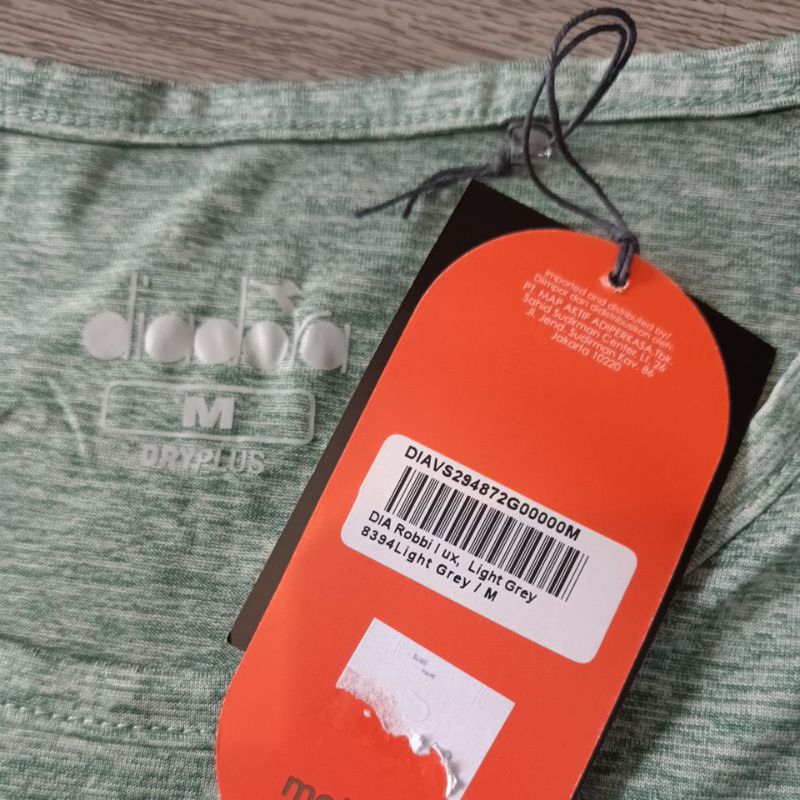 diadora
M
DRYPLUS
Imported and distributed by/
Diimpor dan didistribusikan oleh:
PT. MAP AKTIF ADIPERKASA Tbk
Sahid Sudirman Center Lt. 26
Jl. Jend. Sudirman Kav. 86
Jakarta 10220
DIAVS294872G00000M
DIA Robbi l ux, Light Grey
8394Light Grey / M